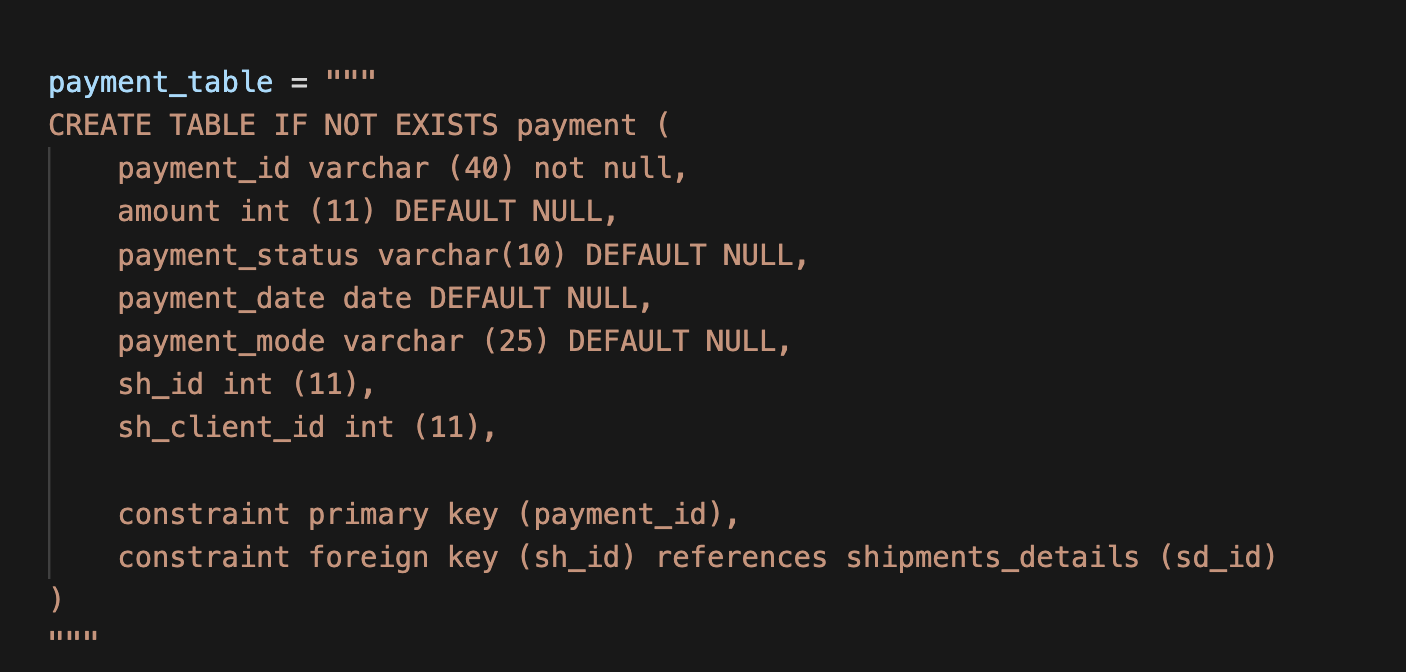 payment_table = """
CREATE TABLE IF NOT EXISTS payment (
    payment_id varchar (40) not null,
    amount int (11) DEFAULT NULL,
    payment_status varchar(10) DEFAULT NULL,
    payment_date date DEFAULT NULL,
    payment_mode varchar (25) DEFAULT NULL,
    sh_id int (11),
    sh_client_id int (11),

    constraint primary key (payment_id),
    constraint foreign key (sh_id) references shipments_details (sd_id)
)
"""